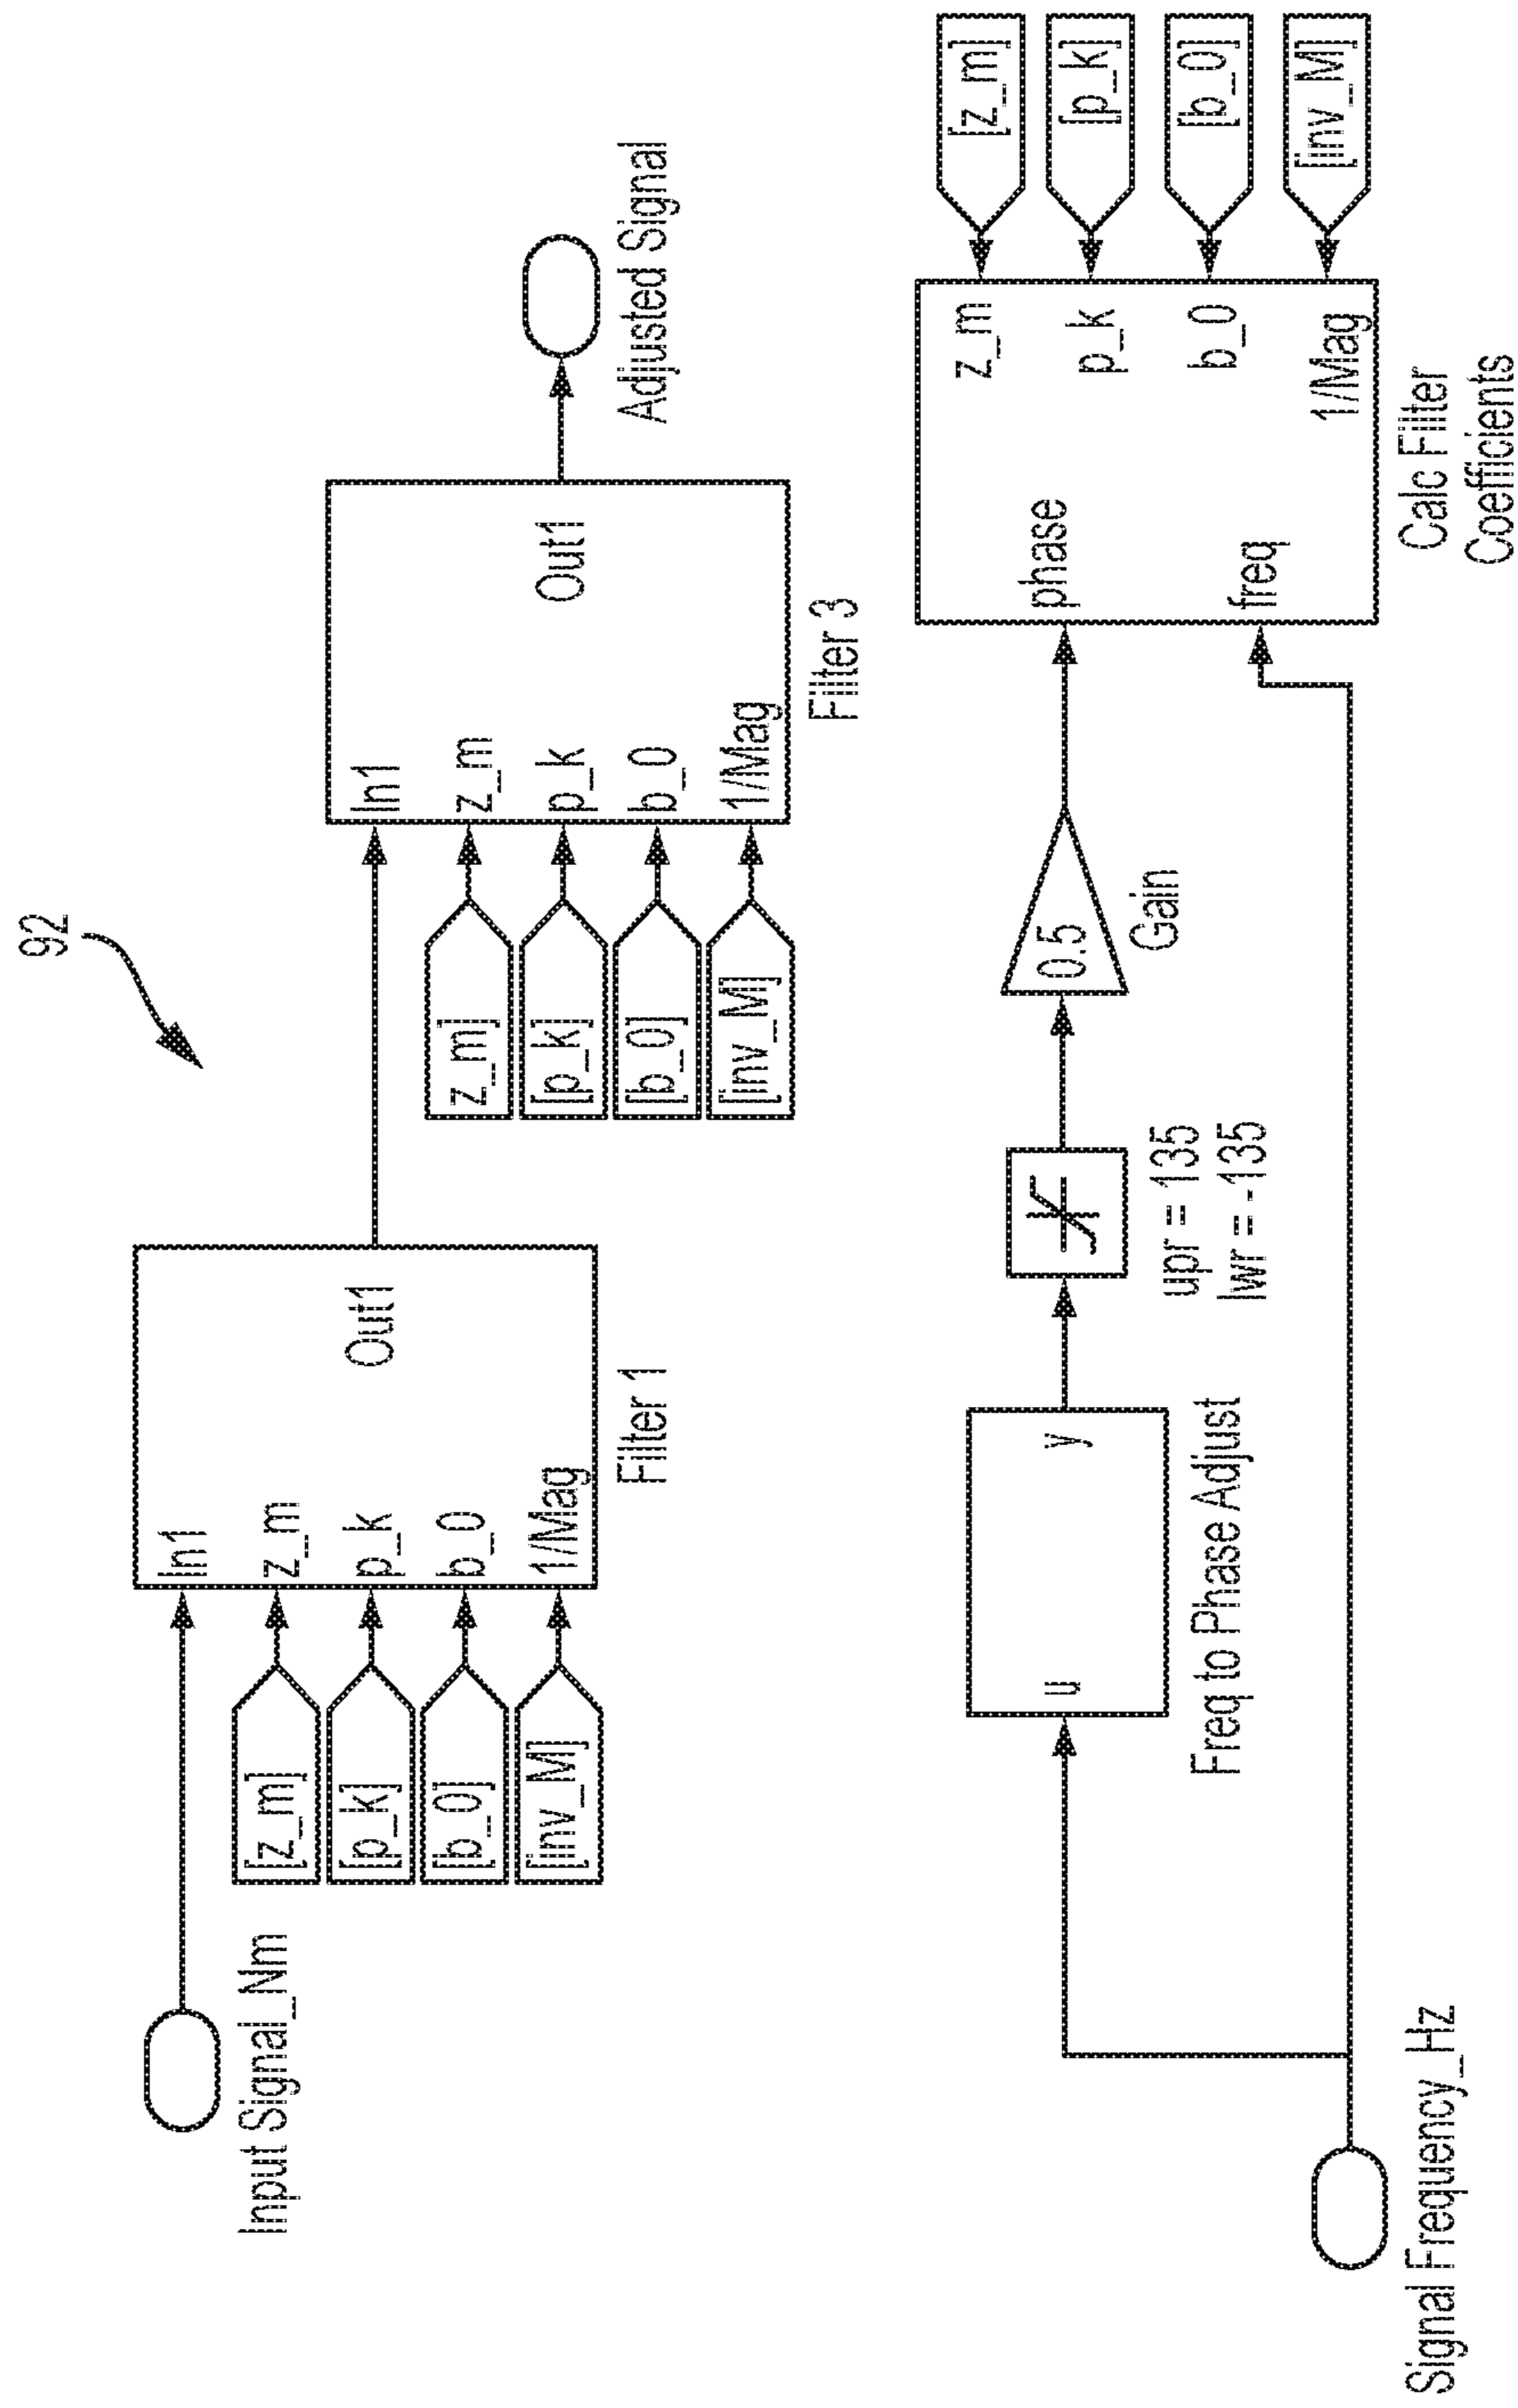 92
Input Signal_Nm
[z_m]
[p_k]
[b_0]
[inv_M]
In1
z_m
p_k
b_0
1/Mag
Out1
Filter 1
z_m]
[p_k]
[b_0]
[inv_M]
In1
z_m
p_k
b_0
1/Mag
Out1
Filter 3
Adjusted Signal
Signal Frequency_Hz
u
y
Freq to Phase Adjust
upr = 135
lwr = -135
0.5
Gain
phase
freq
z_m
p_k
b_0
1/Mag
Calc Filter
Coefficients
[z_m]
[p_k]
[b_0]
[inv_M]